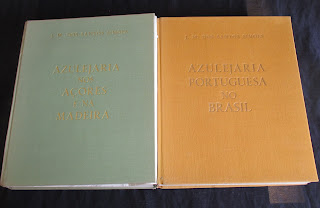 AZULEJARIA
NOS
AÇORES
E NA
MADEIRA
AZULEJARIA
PORTUGUESA
NO
BRASIL